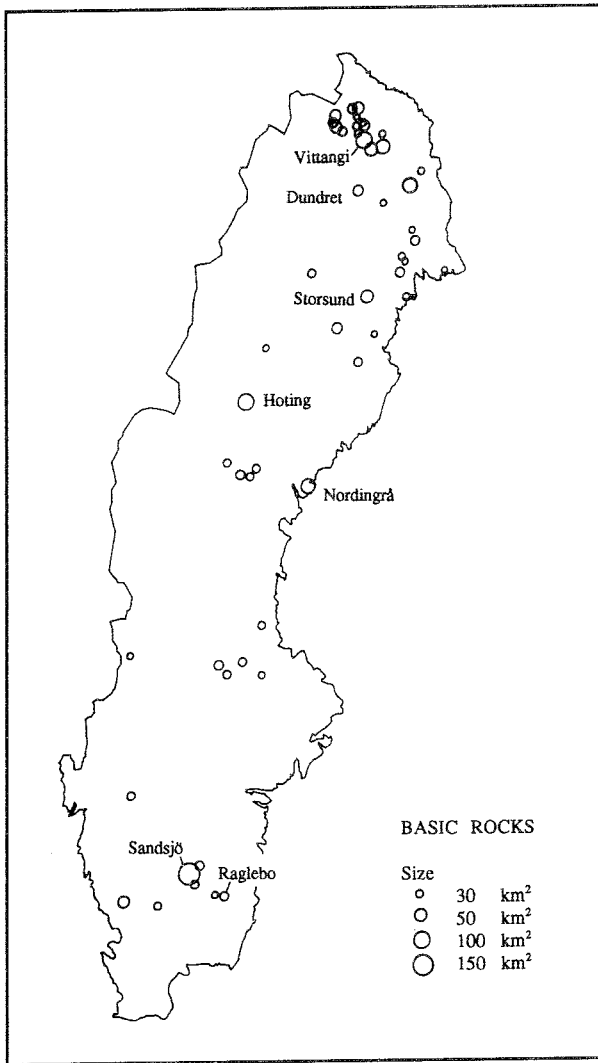 Vittangi
Dundret
Storsund
Hoting
Nordingrå
Sandsjö
Raglebo
BASIC ROCKS
Size
30 km²
50 km²
100 km²
150 km²